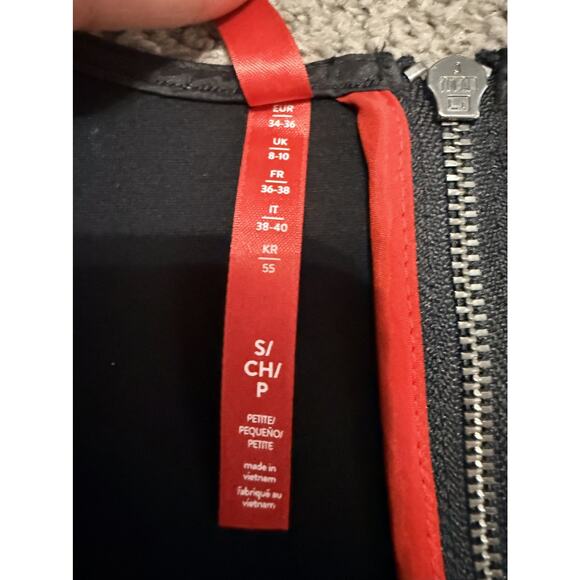 EUR
34-36
UK
8-10
FR
36-38
IT
38-40
KR
55
S/
CH/
P
PETITE/
PEQUEÑO/
PETITE
made in
vietnam
fabriqué au
vietnam